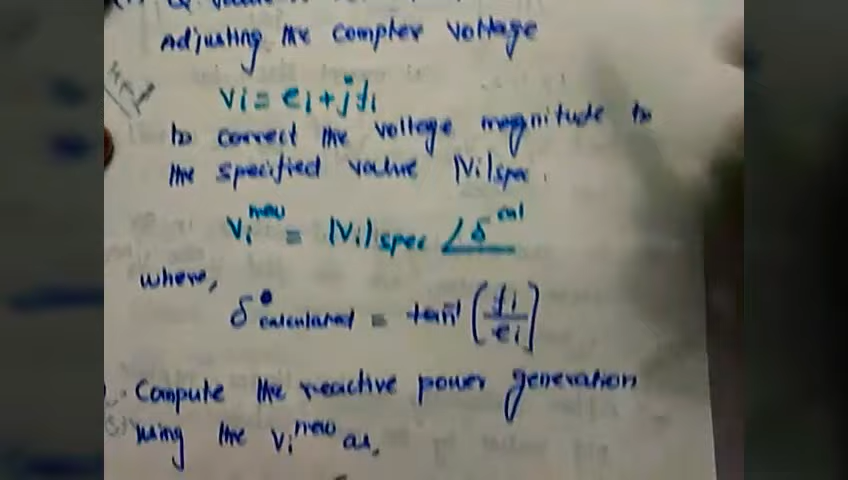 Adjusting the complex voltage
Vi = ei + jfi
to correct the voltage magnitude to
the specified value |Vi|spec.
Vi^new = |Vi|spec ∠δ^cal
where,
δ°calculated = tan⁻¹ [fi/ei]
Compute the reactive power generation
using the Vi^new as,